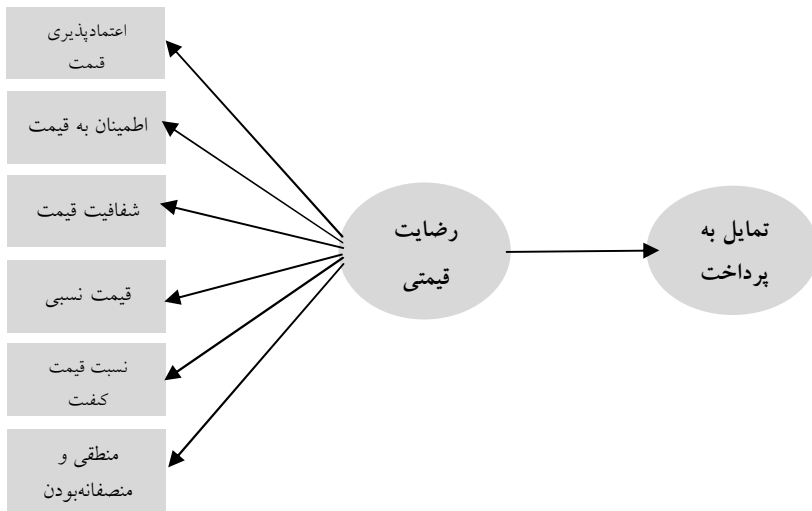 اعتمادپذیری
قیمت
اطمینان به قیمت
شفافیت قیمت
قیمت نسبی
نسبت قیمت
کیفیت
منطقی و
منصفانه‌بودن
رضایت
قیمتی
تمایل به
پرداخت